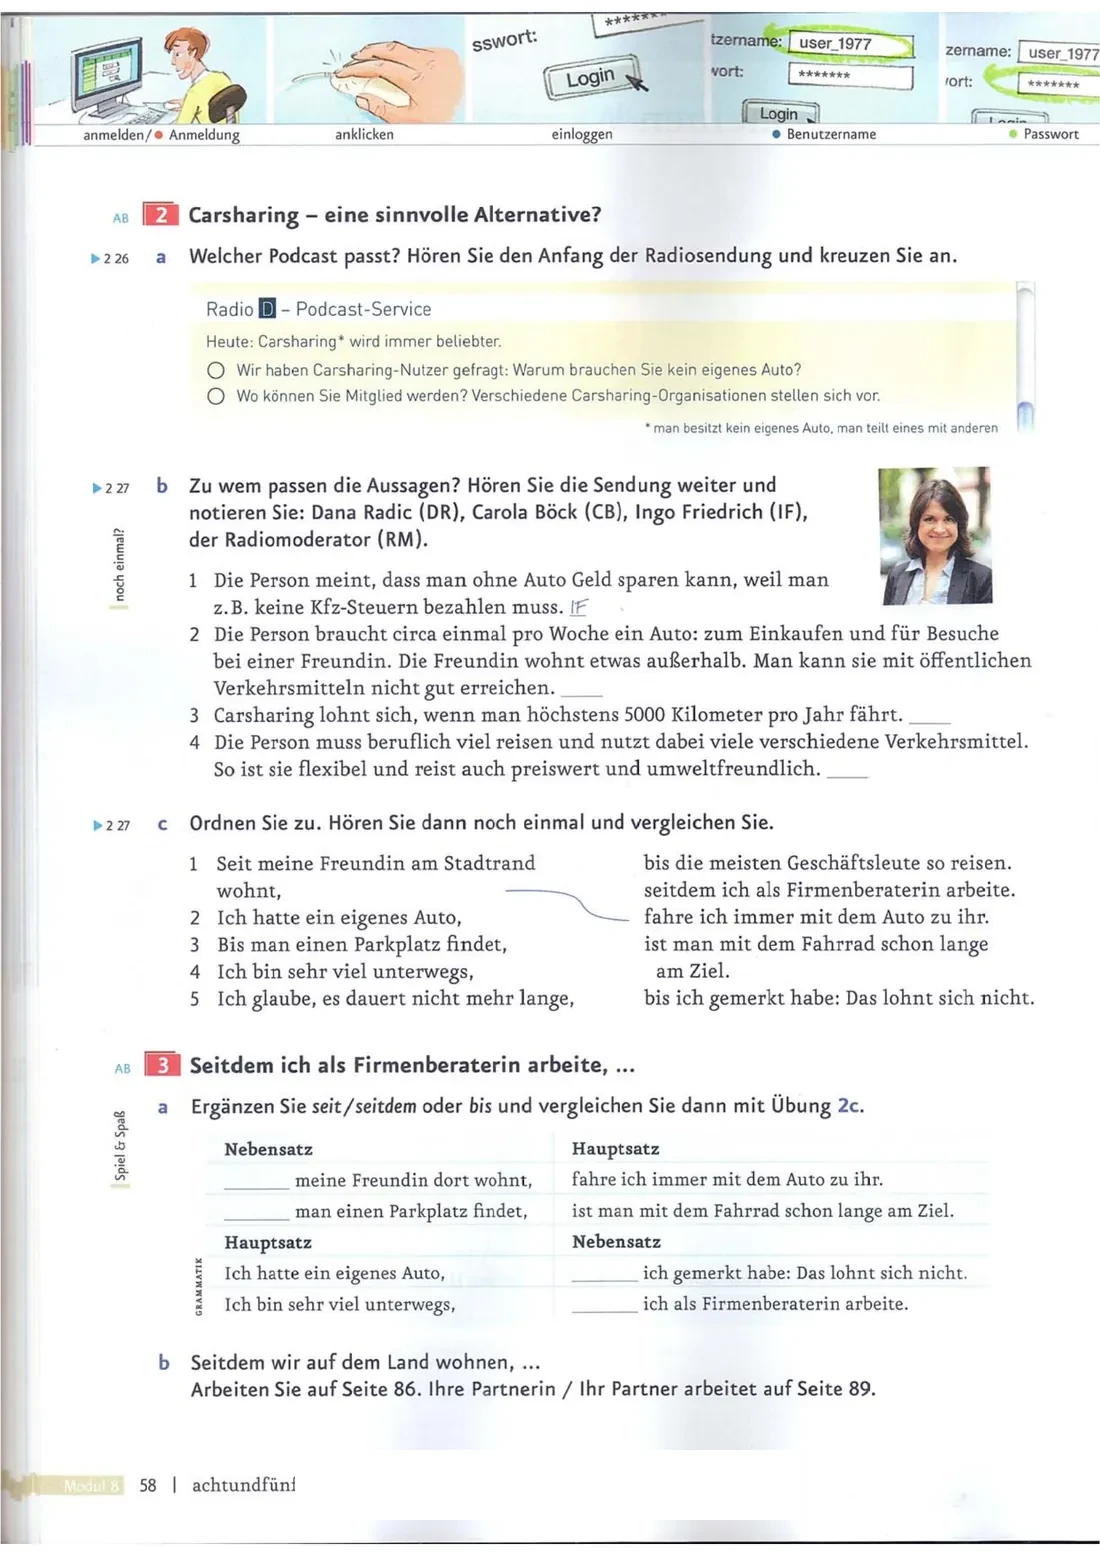 sswort:
*******
Login
tzername: user_1977
wort: *******
Login
zername: user_1977
ort: *******
anmelden/• Anmeldung
anklicken
einloggen
• Benutzername
• Passwort
AB 2 Carsharing – eine sinnvolle Alternative?
▶ 2 26 a Welcher Podcast passt? Hören Sie den Anfang der Radiosendung und kreuzen Sie an.
Radio D – Podcast-Service
Heute: Carsharing* wird immer beliebter.
○ Wir haben Carsharing-Nutzer gefragt: Warum brauchen Sie kein eigenes Auto?
○ Wo können Sie Mitglied werden? Verschiedene Carsharing-Organisationen stellen sich vor.
* man besitzt kein eigenes Auto, man teilt eines mit anderen
▶ 2 27 b Zu wem passen die Aussagen? Hören Sie die Sendung weiter und
notieren Sie: Dana Radic (DR), Carola Böck (CB), Ingo Friedrich (IF),
der Radiomoderator (RM).
noch einmal?
1 Die Person meint, dass man ohne Auto Geld sparen kann, weil man
z.B. keine Kfz-Steuern bezahlen muss. IF
2 Die Person braucht circa einmal pro Woche ein Auto: zum Einkaufen und für Besuche
bei einer Freundin. Die Freundin wohnt etwas außerhalb. Man kann sie mit öffentlichen
Verkehrsmitteln nicht gut erreichen. ____
3 Carsharing lohnt sich, wenn man höchstens 5000 Kilometer pro Jahr fährt. ____
4 Die Person muss beruflich viel reisen und nutzt dabei viele verschiedene Verkehrsmittel.
So ist sie flexibel und reist auch preiswert und umweltfreundlich. ____
▶ 2 27 c Ordnen Sie zu. Hören Sie dann noch einmal und vergleichen Sie.
1 Seit meine Freundin am Stadtrand
wohnt,
2 Ich hatte ein eigenes Auto,
3 Bis man einen Parkplatz findet,
4 Ich bin sehr viel unterwegs,
5 Ich glaube, es dauert nicht mehr lange,
bis die meisten Geschäftsleute so reisen.
seitdem ich als Firmenberaterin arbeite.
fahre ich immer mit dem Auto zu ihr.
ist man mit dem Fahrrad schon lange
am Ziel.
bis ich gemerkt habe: Das lohnt sich nicht.
AB 3 Seitdem ich als Firmenberaterin arbeite, ...
Spiel & Spaß
a Ergänzen Sie seit/seitdem oder bis und vergleichen Sie dann mit Übung 2c.
GRAMMATIK
Nebensatz Hauptsatz
______ meine Freundin dort wohnt, fahre ich immer mit dem Auto zu ihr.
______ man einen Parkplatz findet, ist man mit dem Fahrrad schon lange am Ziel.
Hauptsatz Nebensatz
Ich hatte ein eigenes Auto, ______ ich gemerkt habe: Das lohnt sich nicht.
Ich bin sehr viel unterwegs, ______ ich als Firmenberaterin arbeite.
b Seitdem wir auf dem Land wohnen, ...
Arbeiten Sie auf Seite 86. Ihre Partnerin / Ihr Partner arbeitet auf Seite 89.
Modul 8 58 | achtundfünf